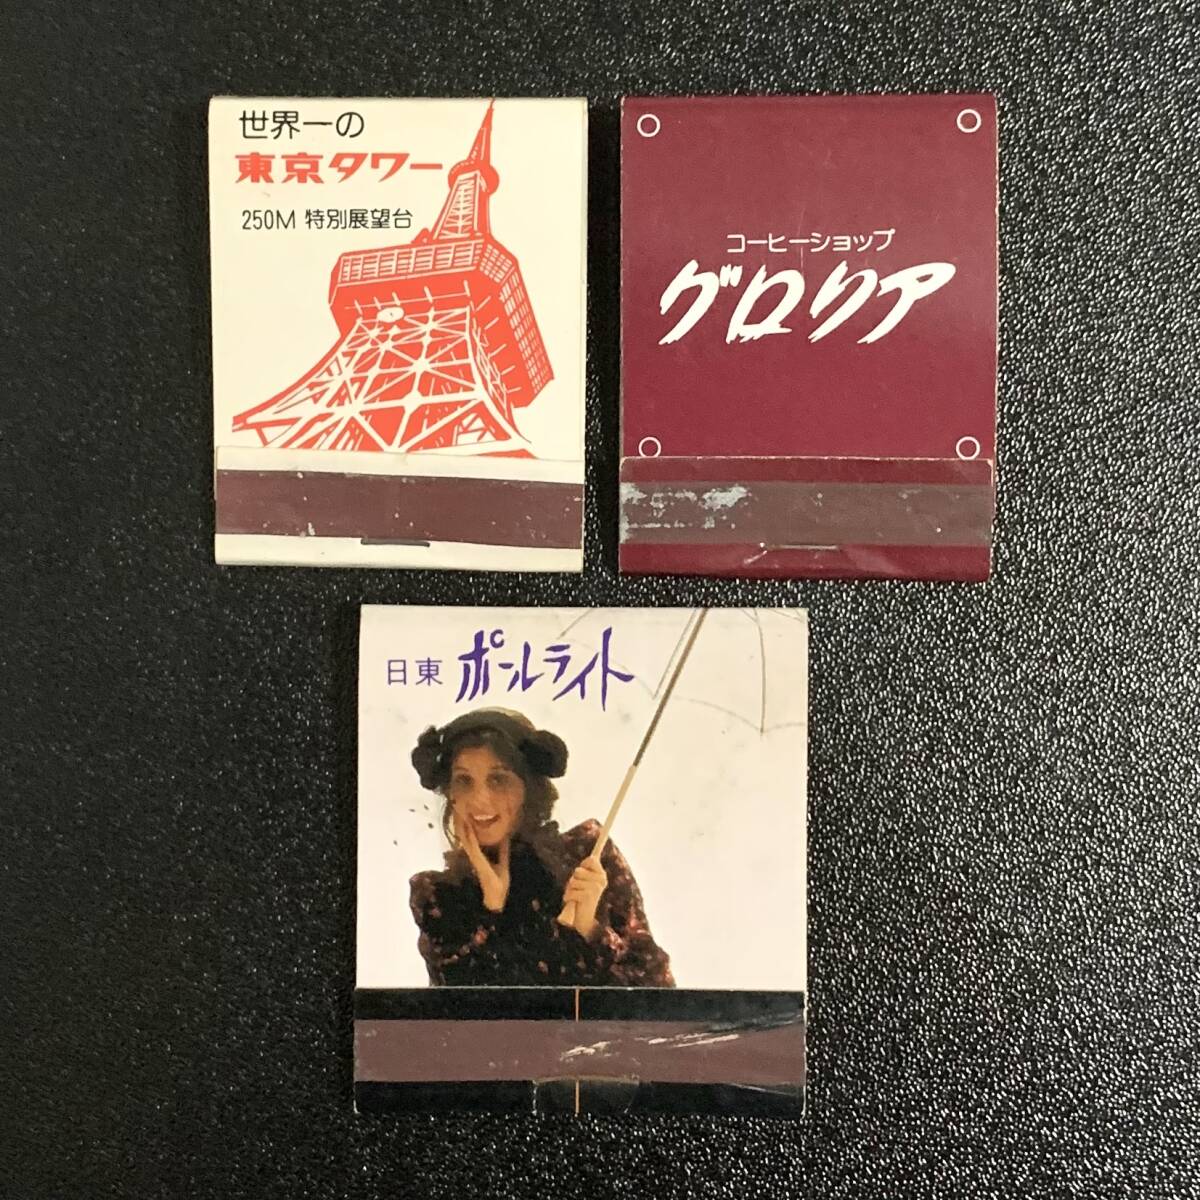 世界一の
東京タワー
250M 特別展望台
コーヒーショップ
グロリア
日東 ポールライト